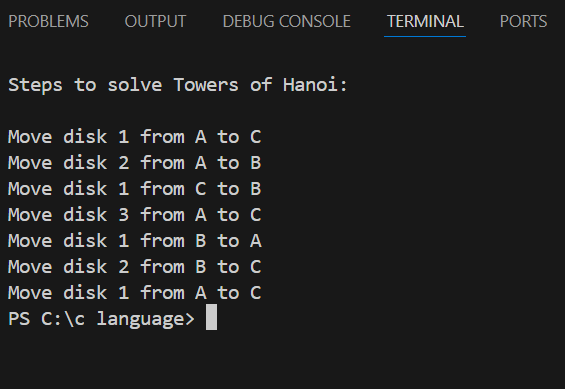 PROBLEMS OUTPUT DEBUG CONSOLE TERMINAL PORTS
Steps to solve Towers of Hanoi:
Move disk 1 from A to C
Move disk 2 from A to B
Move disk 1 from C to B
Move disk 3 from A to C
Move disk 1 from B to A
Move disk 2 from B to C
Move disk 1 from A to C
PS C:\c language>